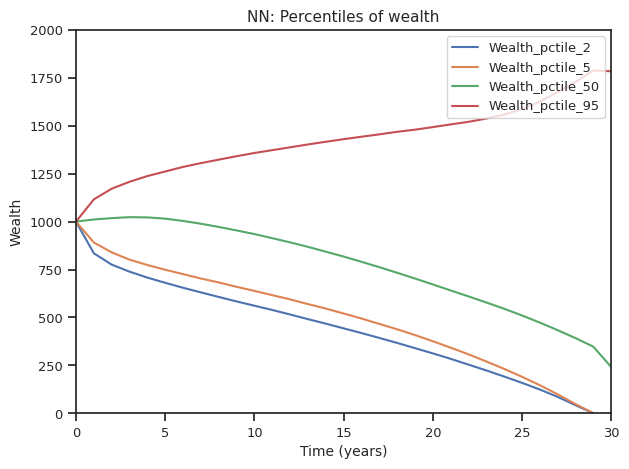 NN: Percentiles of wealth
2000
1750
1500
1250
1000
750
500
250
0
Wealth
0 5 10 15 20 25 30
Time (years)
Wealth_pctile_2
Wealth_pctile_5
Wealth_pctile_50
Wealth_pctile_95